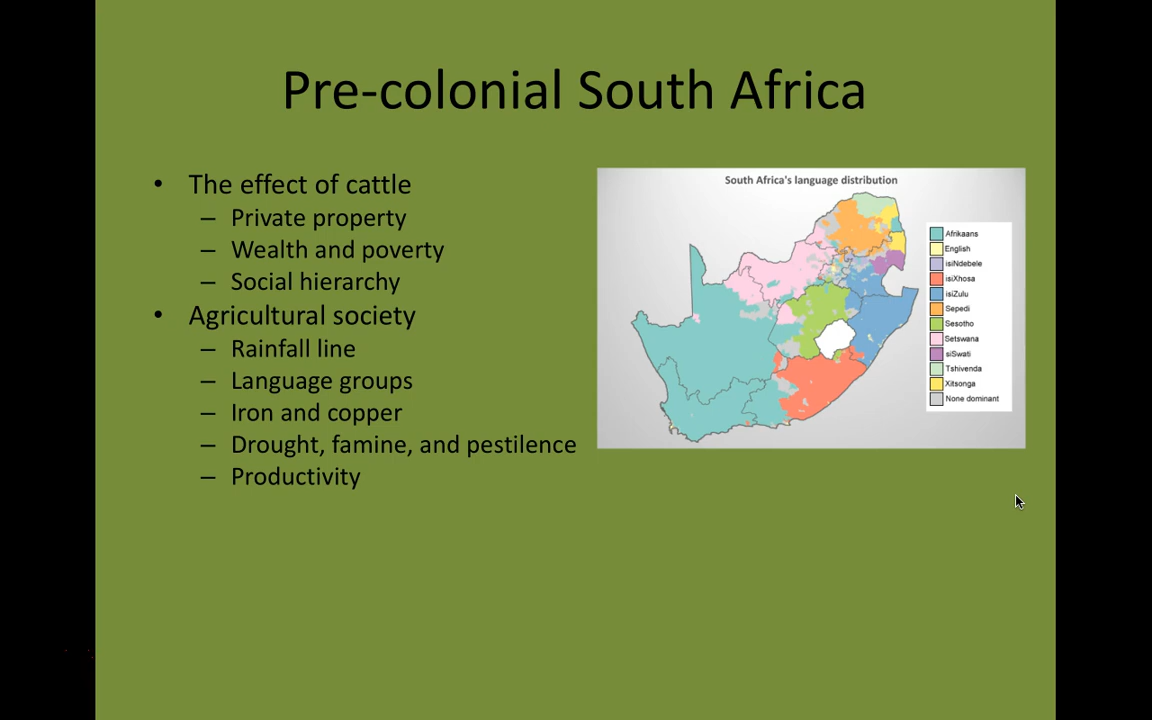 Pre-colonial South Africa
• The effect of cattle
– Private property
– Wealth and poverty
– Social hierarchy
• Agricultural society
– Rainfall line
– Language groups
– Iron and copper
– Drought, famine, and pestilence
– Productivity
South Africa's language distribution
Afrikaans
English
isiNdebele
isiXhosa
isiZulu
Sepedi
Sesotho
Setswana
siSwati
Tshivenda
Xitsonga
None dominant